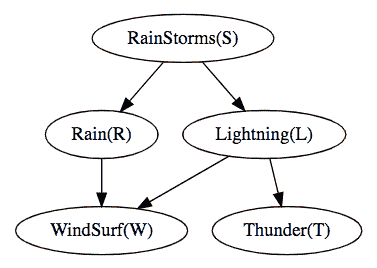 RainStorms(S)
Rain(R)
Lightning(L)
WindSurf(W)
Thunder(T)